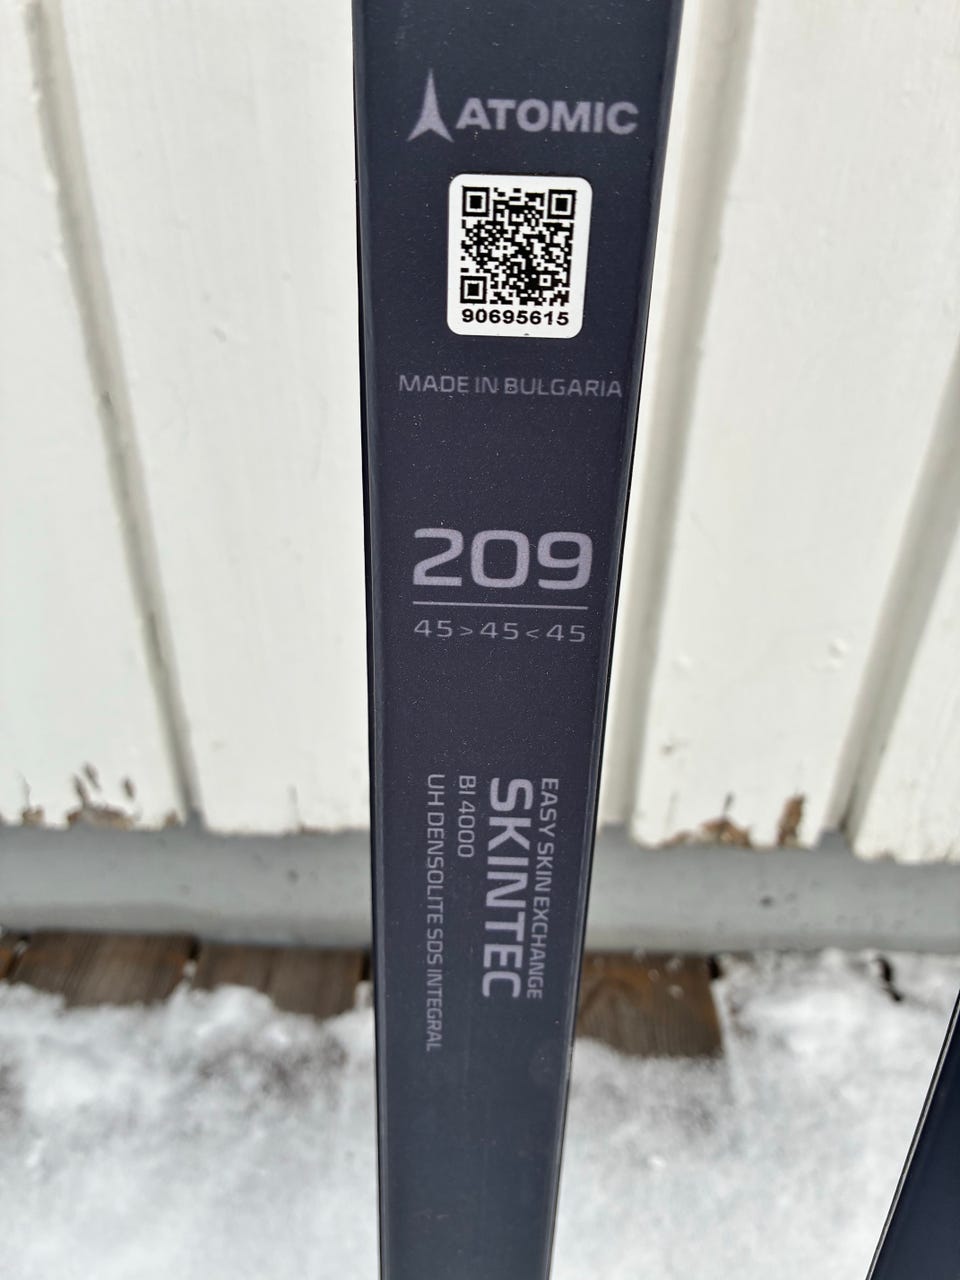 ATOMIC
90695615
MADE IN BULGARIA
209
45 > 45 < 45
EASY SKIN EXCHANGE
SKINTEC
BI 4000
UH DENSOLITE SDS INTEGRAL